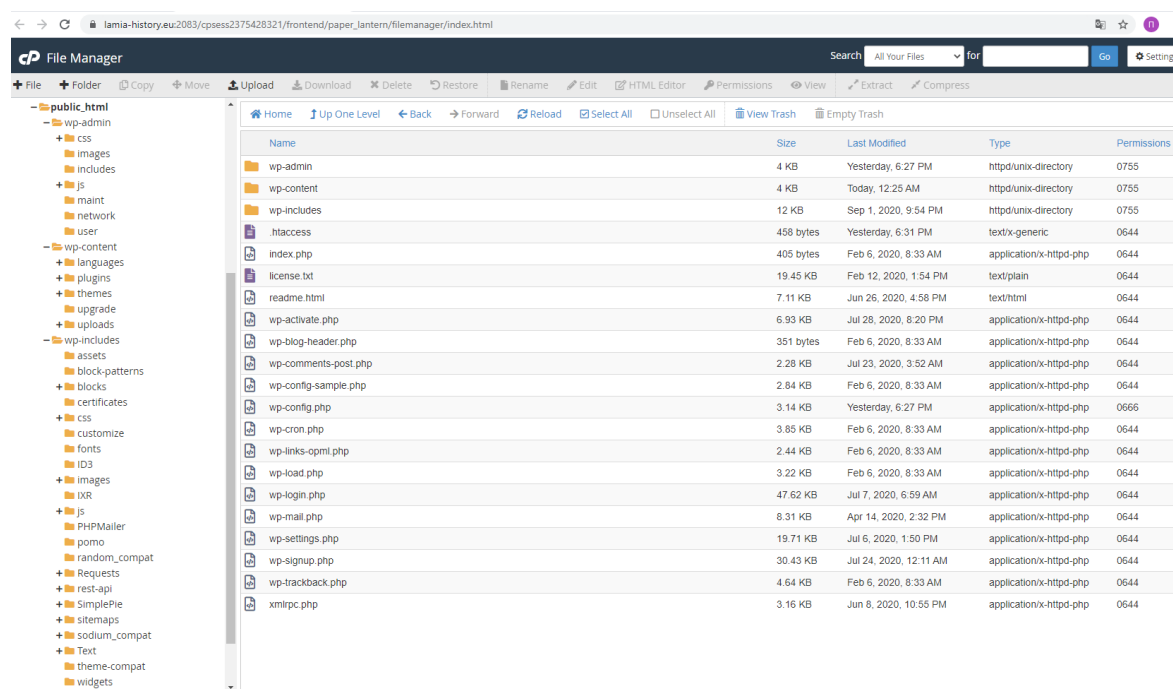 lamia-history.eu:2083/cpsess2375428321/frontend/paper_lantern/filemanager/index.html
n
cP File Manager
Search All Your Files for Go Setting
File Folder Copy Move Upload Download Delete Restore Rename Edit HTML Editor Permissions View Extract Compress
Home Up One Level Back Forward Reload Select All Unselect All View Trash Empty Trash
public_html
wp-admin
css
images
includes
js
maint
network
user
wp-content
languages
plugins
themes
upgrade
uploads
wp-includes
assets
block-patterns
blocks
certificates
css
customize
fonts
ID3
images
IXR
js
PHPMailer
pomo
random_compat
Requests
rest-api
SimplePie
sitemaps
sodium_compat
Text
theme-compat
widgets
Name Size Last Modified Type Permissions
wp-admin 4 KB Yesterday, 6:27 PM httpd/unix-directory 0755
wp-content 4 KB Today, 12:25 AM httpd/unix-directory 0755
wp-includes 12 KB Sep 1, 2020, 9:54 PM httpd/unix-directory 0755
.htaccess 458 bytes Yesterday, 6:31 PM text/x-generic 0644
index.php 405 bytes Feb 6, 2020, 8:33 AM application/x-httpd-php 0644
license.txt 19.45 KB Feb 12, 2020, 1:54 PM text/plain 0644
readme.html 7.11 KB Jun 26, 2020, 4:58 PM text/html 0644
wp-activate.php 6.93 KB Jul 28, 2020, 8:20 PM application/x-httpd-php 0644
wp-blog-header.php 351 bytes Feb 6, 2020, 8:33 AM application/x-httpd-php 0644
wp-comments-post.php 2.28 KB Jul 23, 2020, 3:52 AM application/x-httpd-php 0644
wp-config-sample.php 2.84 KB Feb 6, 2020, 8:33 AM application/x-httpd-php 0644
wp-config.php 3.14 KB Yesterday, 6:27 PM application/x-httpd-php 0666
wp-cron.php 3.85 KB Feb 6, 2020, 8:33 AM application/x-httpd-php 0644
wp-links-opml.php 2.44 KB Feb 6, 2020, 8:33 AM application/x-httpd-php 0644
wp-load.php 3.22 KB Feb 6, 2020, 8:33 AM application/x-httpd-php 0644
wp-login.php 47.62 KB Jul 7, 2020, 6:59 AM application/x-httpd-php 0644
wp-mail.php 8.31 KB Apr 14, 2020, 2:32 PM application/x-httpd-php 0644
wp-settings.php 19.71 KB Jul 6, 2020, 1:50 PM application/x-httpd-php 0644
wp-signup.php 30.43 KB Jul 24, 2020, 12:11 AM application/x-httpd-php 0644
wp-trackback.php 4.64 KB Feb 6, 2020, 8:33 AM application/x-httpd-php 0644
xmlrpc.php 3.16 KB Jun 8, 2020, 10:55 PM application/x-httpd-php 0644